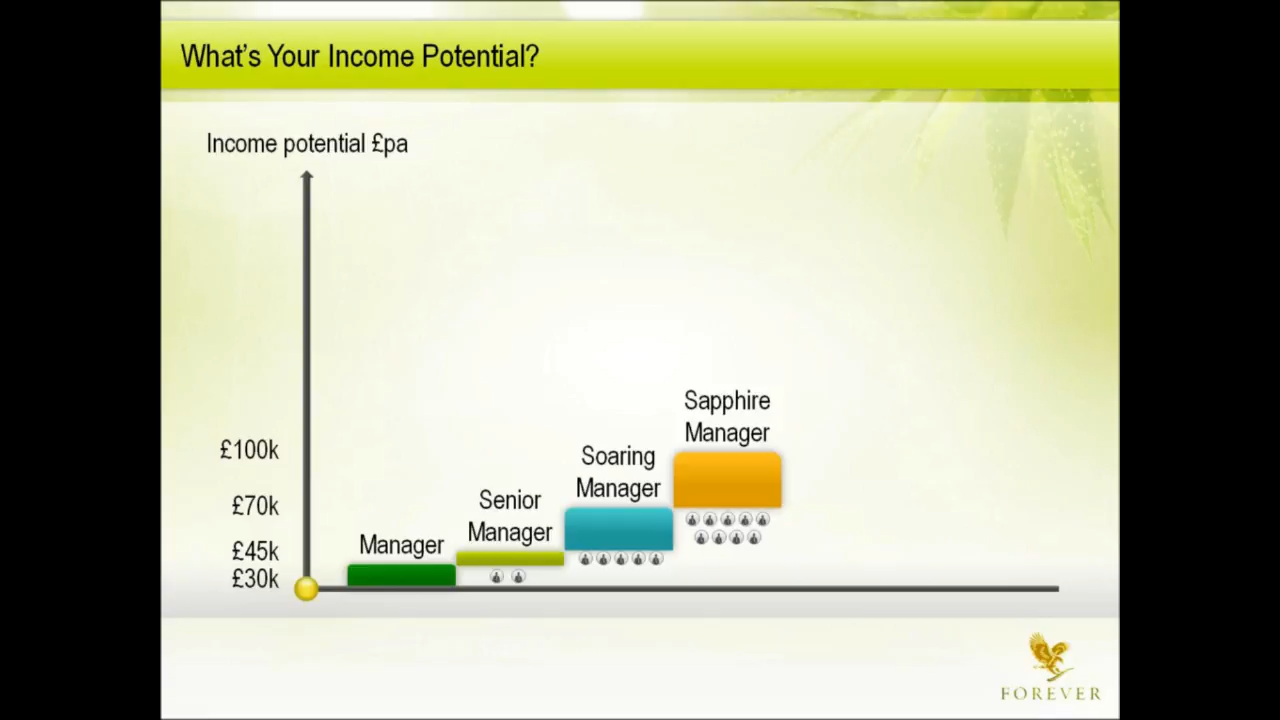 What's Your Income Potential?
Income potential £pa
Sapphire
Manager
£100k
Soaring
Manager
Senior
Manager
£70k
Manager
£45k
£30k
FOREVER